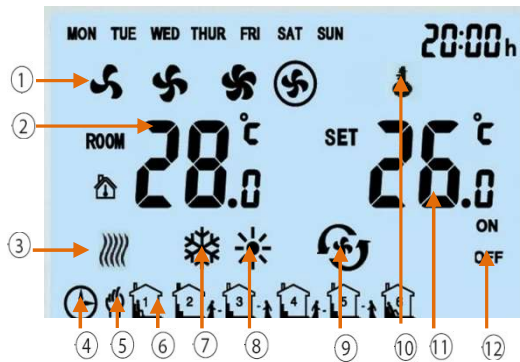 MON TUE WED THUR FRI SAT SUN 20:00 h
1
2 ROOM 28.0 °C SET 26.0 °C
ON
3 OFF
1 2 3 4 5 6
4 5 6 7 8 9 10 11 12